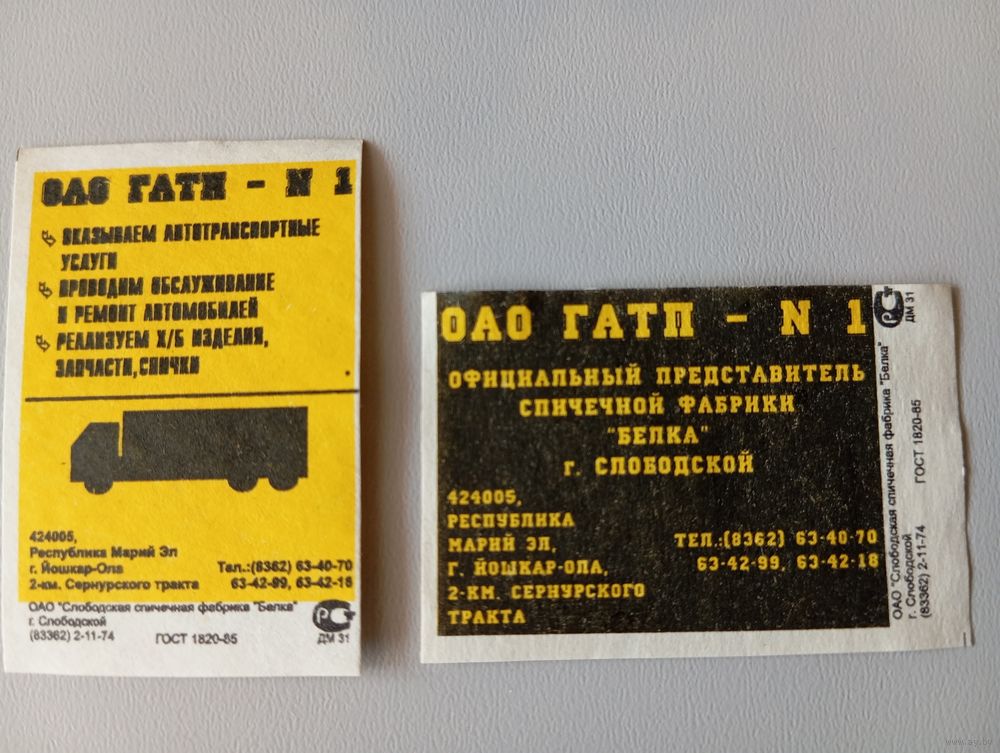 ОАО ГАТП - N 1
ОКАЗЫВАЕМ АВТОТРАНСПОРТНЫЕ
УСЛУГИ
ПРОВОДИМ ОБСЛУЖИВАНИЕ
И РЕМОНТ АВТОМОБИЛЕЙ
РЕАЛИЗУЕМ Х/Б ИЗДЕЛИЯ,
ЗАПЧАСТИ,СПИЧКИ
424005,
Республика Марий Эл
г. Йошкар-Ола Тел.:(8362) 63-40-70
2-км. Сернурского тракта 63-42-99, 63-42-18
ОАО "Слободская спичечная фабрика "Белка"
г. Слободской
(83362) 2-11-74 ГОСТ 1820-85
РСТ
ДМ 31
ОАО ГАТП - N 1
ОФИЦИАЛЬНЫЙ ПРЕДСТАВИТЕЛЬ
СПИЧЕЧНОЙ ФАБРИКИ
"БЕЛКА"
г. СЛОБОДСКОЙ
424005,
РЕСПУБЛИКА
МАРИЙ ЭЛ, ТЕЛ.:(8362) 63-40-70
Г. ЙОШКАР-ОЛА, 63-42-99, 63-42-18
2-КМ. СЕРНУРСКОГО
ТРАКТА
ОАО "Слободская спичечная фабрика "Белка"
г. Слободской
(83362) 2-11-74 ГОСТ 1820-85
РСТ
ДМ 31
www.ay.by